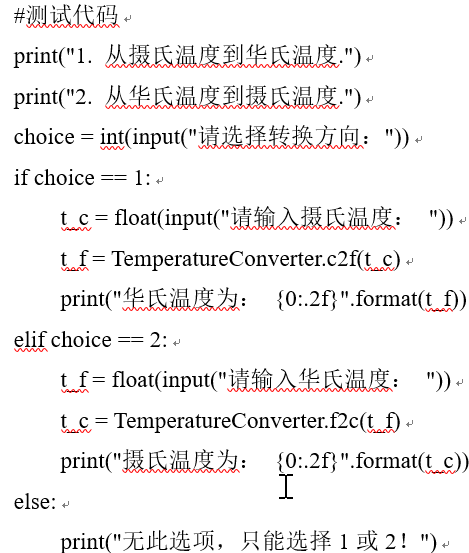 #测试代码
print("1. 从摄氏温度到华氏温度.")
print("2. 从华氏温度到摄氏温度.")
choice = int(input("请选择转换方向："))
if choice == 1:
t_c = float(input("请输入摄氏温度： "))
t_f = TemperatureConverter.c2f(t_c)
print("华氏温度为： {0:.2f}".format(t_f))
elif choice == 2:
t_f = float(input("请输入华氏温度： "))
t_c = TemperatureConverter.f2c(t_f)
print("摄氏温度为： {0:.2f}".format(t_c))
else:
print("无此选项，只能选择 1 或 2！")